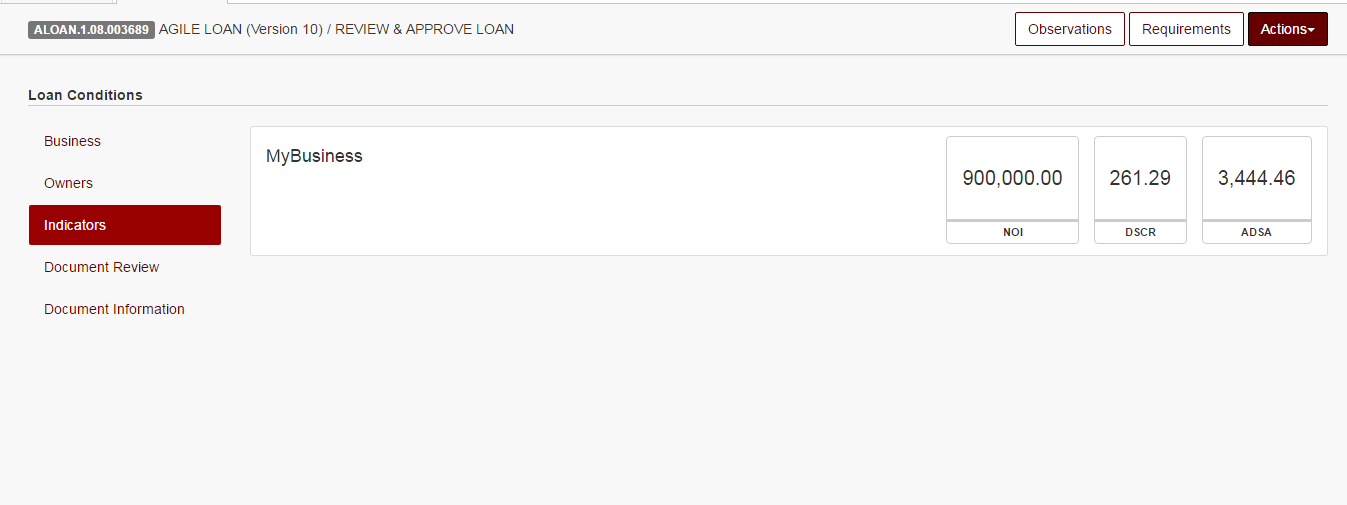 ALOAN.1.08.003689 AGILE LOAN (Version 10) / REVIEW & APPROVE LOAN
Observations
Requirements
Actions
Loan Conditions
Business
Owners
Indicators
Document Review
Document Information
MyBusiness
900,000.00
NOI
261.29
DSCR
3,444.46
ADSA